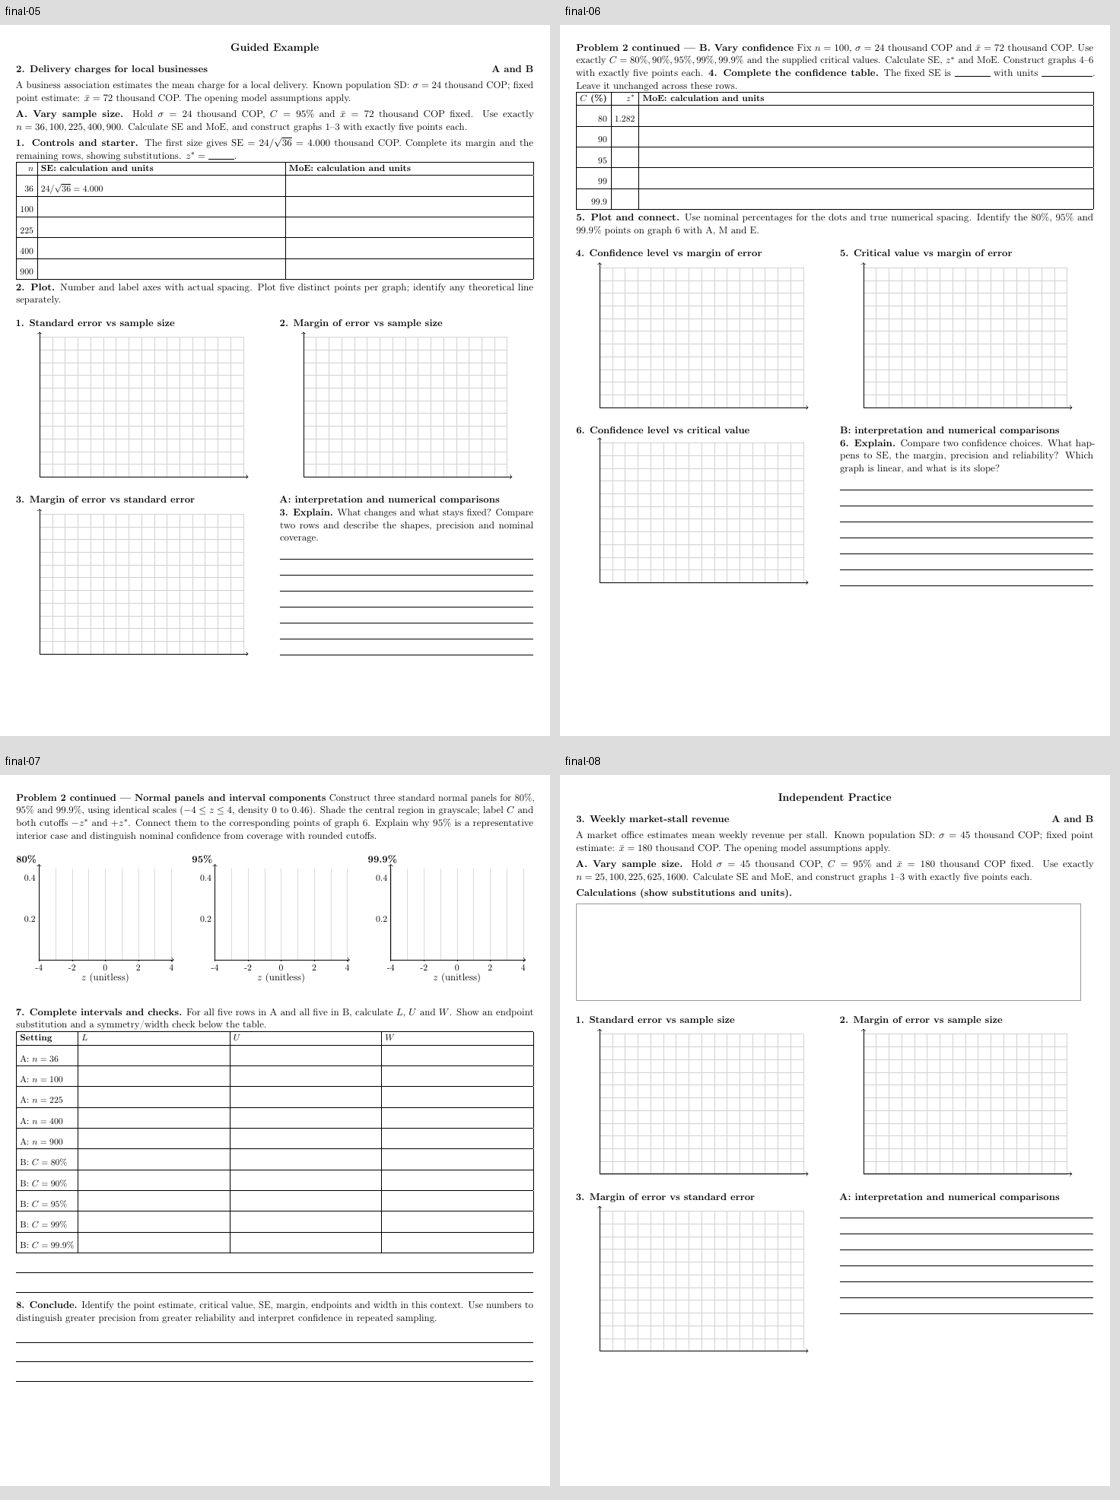 final-05
Guided Example
2. Delivery charges for local businesses A and B
A business association estimates the mean charge for a local delivery. Known population SD: σ = 24 thousand COP; fixed
point estimate: x̄ = 72 thousand COP. The opening model assumptions apply.
A. Vary sample size. Hold σ = 24 thousand COP, C = 95% and x̄ = 72 thousand COP fixed. Use exactly
n = 36, 100, 225, 400, 900. Calculate SE and MoE, and construct graphs 1–3 with exactly five points each.
1. Controls and starter. The first size gives SE = 24/√36 = 4.000 thousand COP. Complete its margin and the
remaining rows, showing substitutions. z* = _____.
n SE: calculation and units MoE: calculation and units
36 24/√36 = 4.000
100
225
400
900
2. Plot. Number and label axes with actual spacing. Plot five distinct points per graph; identify any theoretical line
separately.
1. Standard error vs sample size
2. Margin of error vs sample size
3. Margin of error vs standard error
A: interpretation and numerical comparisons
3. Explain. What changes and what stays fixed? Compare
two rows and describe the shapes, precision and nominal
coverage.
final-06
Problem 2 continued — B. Vary confidence Fix n = 100, σ = 24 thousand COP and x̄ = 72 thousand COP. Use
exactly C = 80%, 90%, 95%, 99%, 99.9% and the supplied critical values. Calculate SE, z* and MoE. Construct graphs 4–6
with exactly five points each. 4. Complete the confidence table. The fixed SE is _______ with units __________.
Leave it unchanged across these rows.
C (%) z* MoE: calculation and units
80 1.282
90
95
99
99.9
5. Plot and connect. Use nominal percentages for the dots and true numerical spacing. Identify the 80%, 95% and
99.9% points on graph 6 with A, M and E.
4. Confidence level vs margin of error
5. Critical value vs margin of error
6. Confidence level vs critical value
B: interpretation and numerical comparisons
6. Explain. Compare two confidence choices. What hap-
pens to SE, the margin, precision and reliability? Which
graph is linear, and what is its slope?
final-07
Problem 2 continued — Normal panels and interval components Construct three standard normal panels for 80%,
95% and 99.9%, using identical scales (−4 ≤ z ≤ 4, density 0 to 0.46). Shade the central region in grayscale; label C and
both cutoffs −z* and +z*. Connect them to the corresponding points of graph 6. Explain why 95% is a representative
interior case and distinguish nominal confidence from coverage with rounded cutoffs.
80%
0.4
0.2
-4 -2 0 2 4
z (unitless)
95%
0.4
0.2
-4 -2 0 2 4
z (unitless)
99.9%
0.4
0.2
-4 -2 0 2 4
z (unitless)
7. Complete intervals and checks. For all five rows in A and all five in B, calculate L, U and W. Show an endpoint
substitution and a symmetry/width check below the table.
Setting L U W
A: n = 36
A: n = 100
A: n = 225
A: n = 400
A: n = 900
B: C = 80%
B: C = 90%
B: C = 95%
B: C = 99%
B: C = 99.9%
8. Conclude. Identify the point estimate, critical value, SE, margin, endpoints and width in this context. Use numbers to
distinguish greater precision from greater reliability and interpret confidence in repeated sampling.
final-08
Independent Practice
3. Weekly market-stall revenue A and B
A market office estimates mean weekly revenue per stall. Known population SD: σ = 45 thousand COP; fixed point
estimate: x̄ = 180 thousand COP. The opening model assumptions apply.
A. Vary sample size. Hold σ = 45 thousand COP, C = 95% and x̄ = 180 thousand COP fixed. Use exactly
n = 25, 100, 225, 625, 1600. Calculate SE and MoE, and construct graphs 1–3 with exactly five points each.
Calculations (show substitutions and units).
1. Standard error vs sample size
2. Margin of error vs sample size
3. Margin of error vs standard error
A: interpretation and numerical comparisons